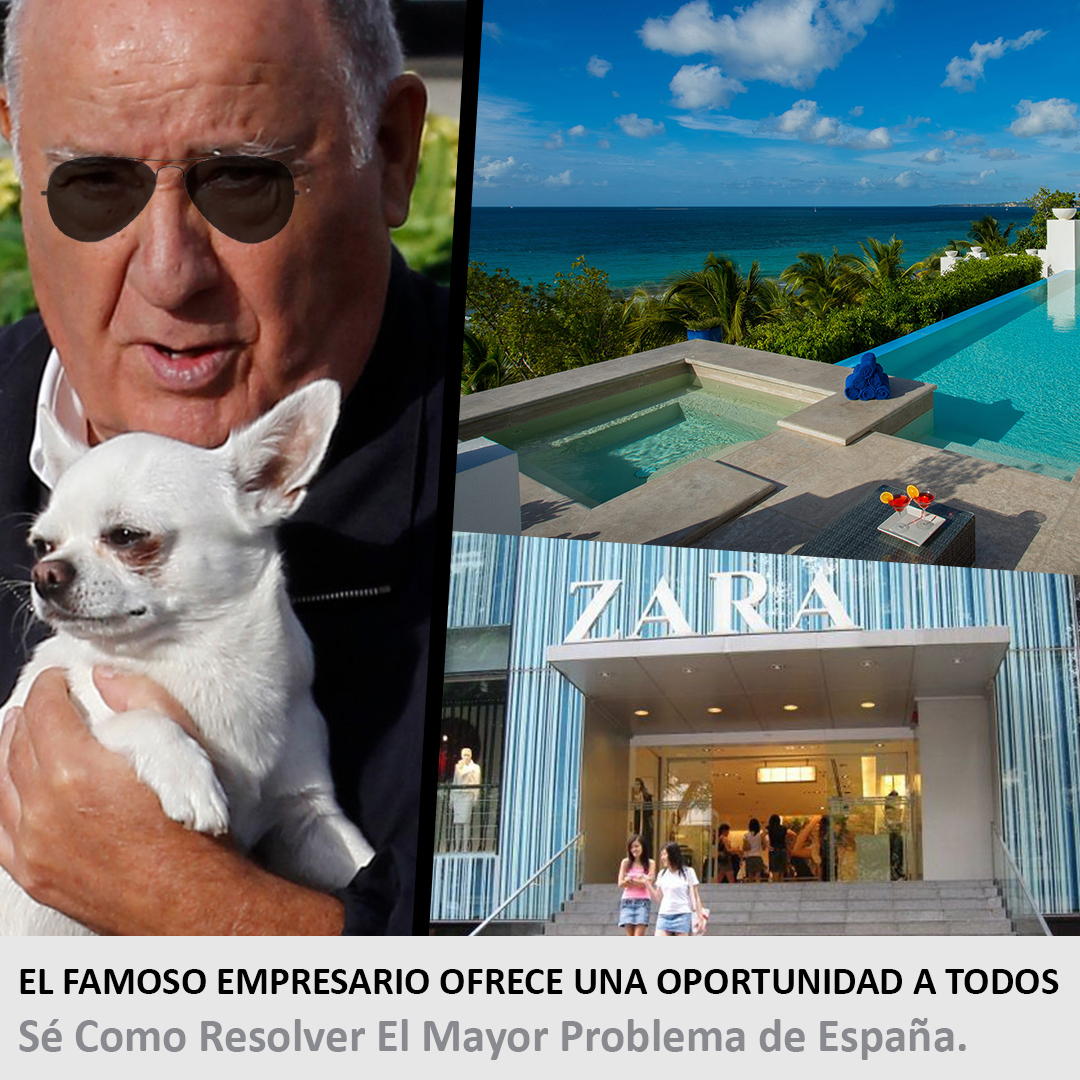 ZARA
EL FAMOSO EMPRESARIO OFRECE UNA OPORTUNIDAD A TODOS
Sé Como Resolver El Mayor Problema de España.